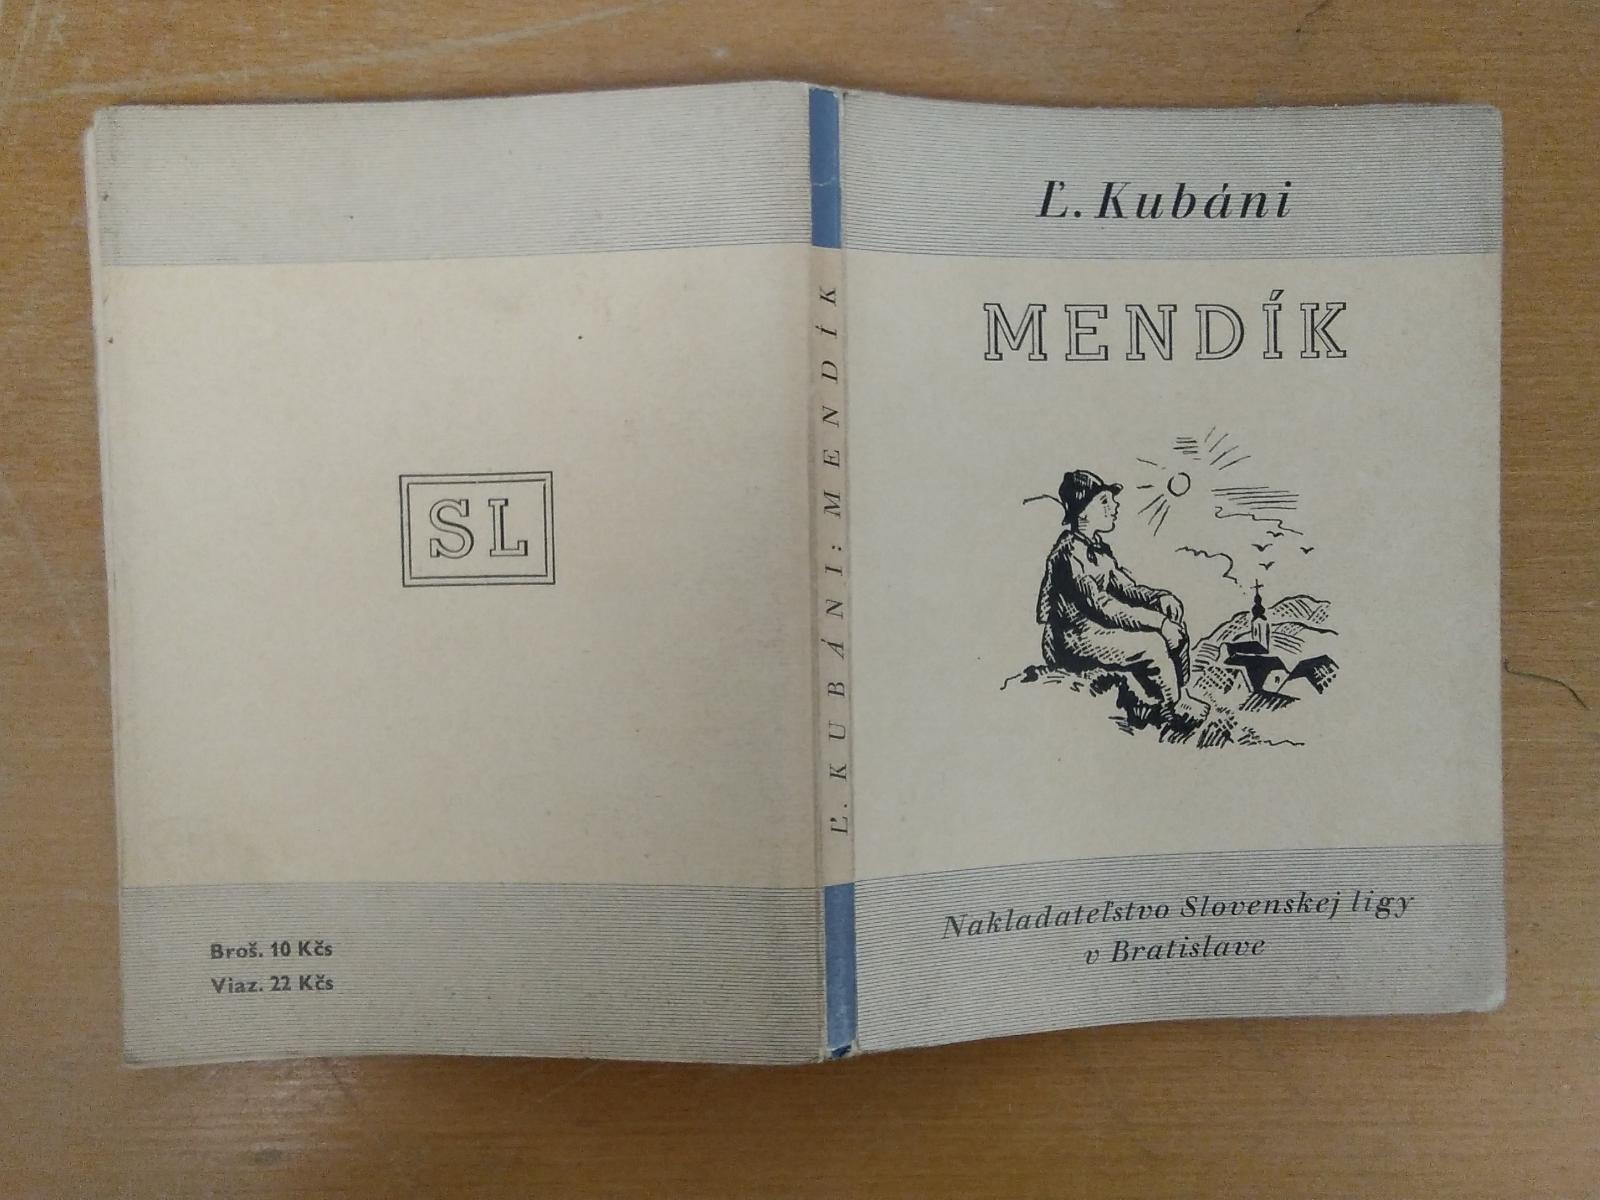 Ľ. Kubáni
MENDÍK
Nakladateľstvo Slovenskej ligy
v Bratislave
Ľ. KUBÁNI: MENDÍK
SL
Broš. 10 Kčs
Viaz. 22 Kčs